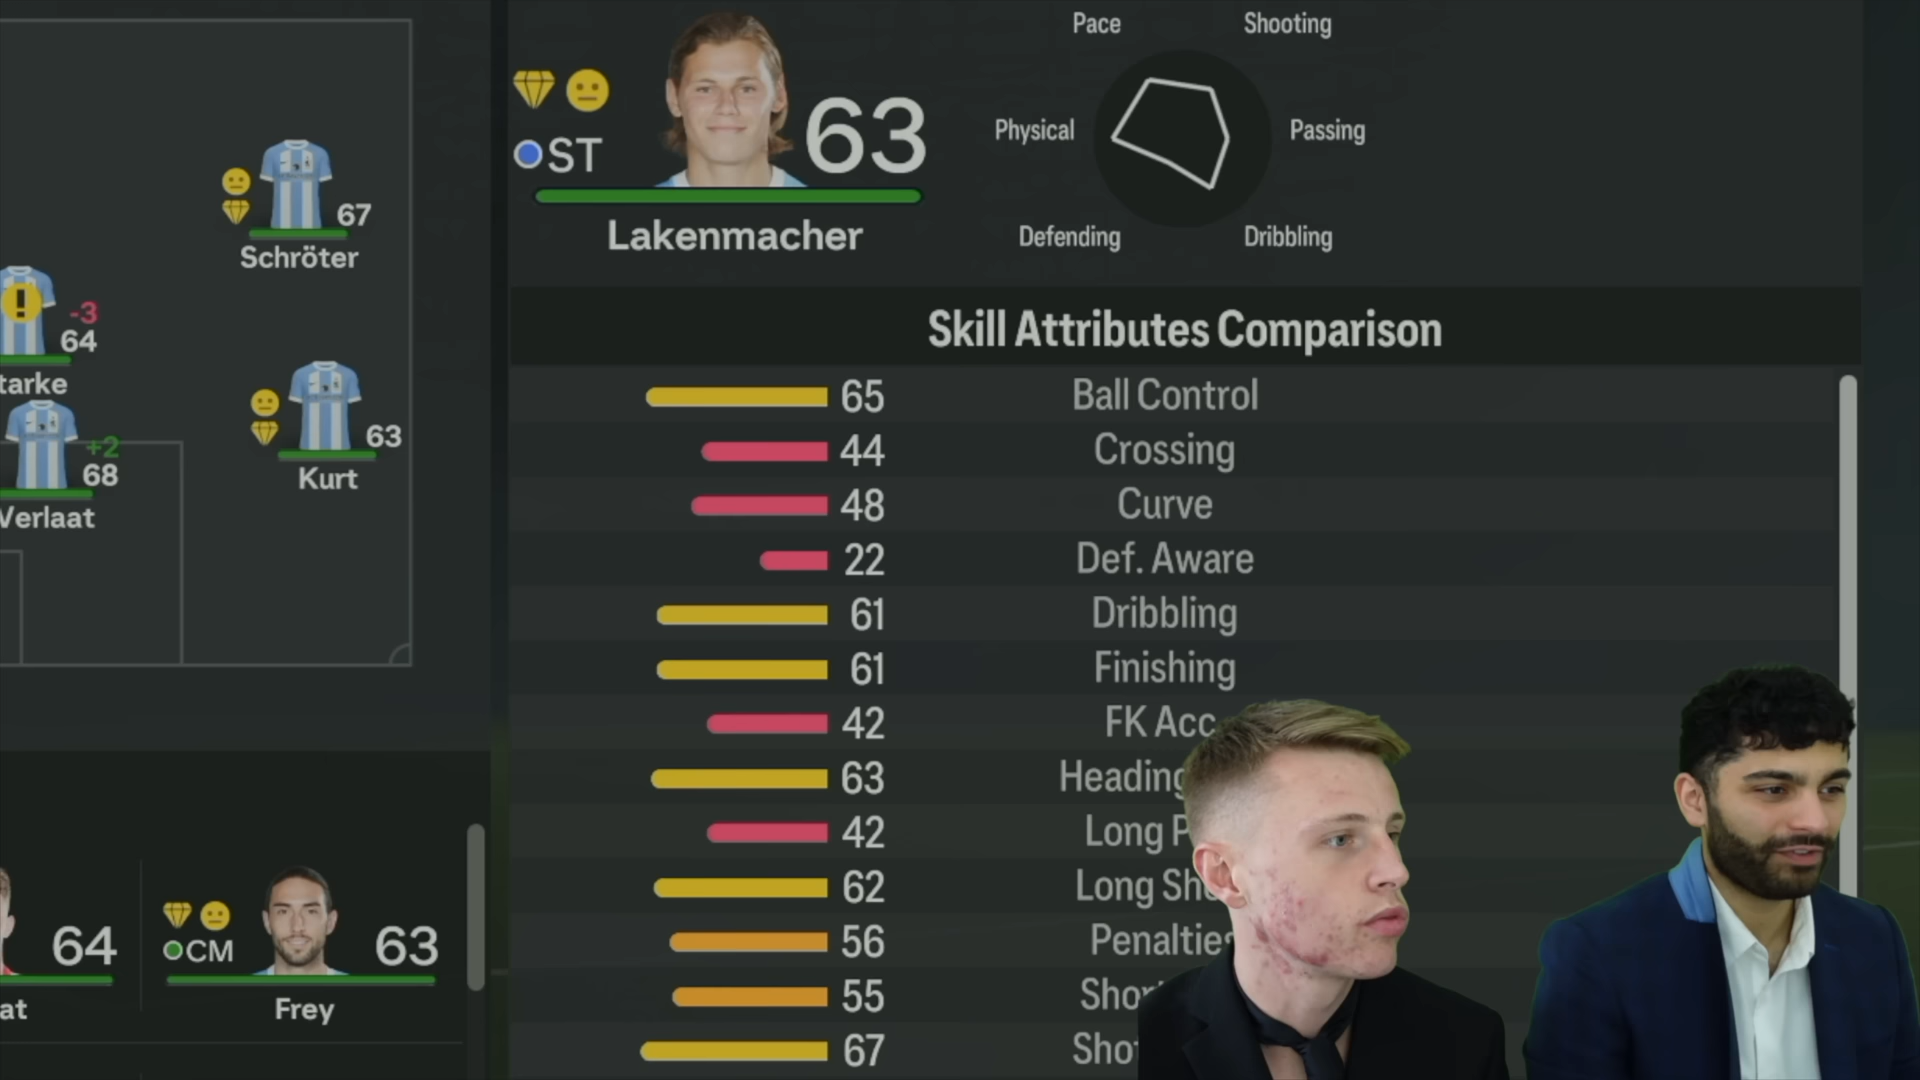 Pace
Shooting
Physical
Passing
Defending
Dribbling
ST
63
Lakenmacher
67
Schröter
-3
64
tarke
63
Kurt
+2
68
Verlaat
Skill Attributes Comparison
65 Ball Control
44 Crossing
48 Curve
22 Def. Aware
61 Dribbling
61 Finishing
42 FK Acc
63 Heading
42 Long P
62 Long Sh
56 Penalties
55 Shor
67 Sho
64
at
CM
63
Frey